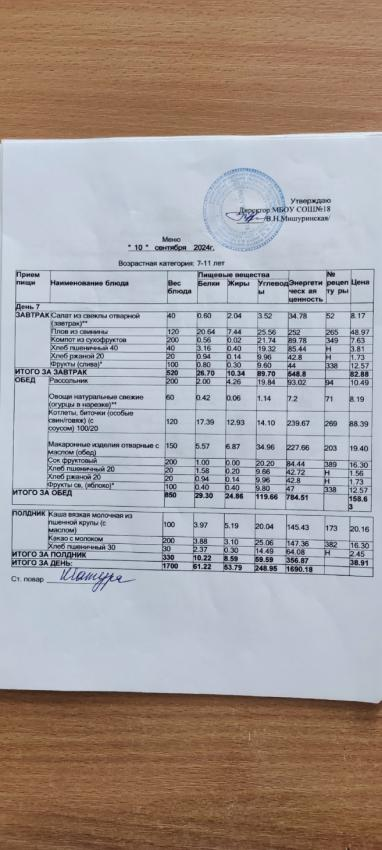 Утверждаю
Директор МБОУ СОШ№18
/В.Н.Мишуринская/
Меню
" 10 " сентября 2024г.
Возрастная категория: 7-11 лет
Прием пищи Наименование блюда Вес блюда Пищевые вещества Белки Жиры Углеводы Энергетическ ая ценность № рецепту ры Цена
День 7
ЗАВТРАК Салат из свеклы отварной (завтрак)** 40 0.60 2.04 3.52 34.78 52 8.17
Плов из свинины 120 20.64 7.44 25.56 252 265 48.97
Компот из сухофруктов 200 0.56 0.02 21.74 89.78 349 7.63
Хлеб пшеничный 40 40 3.16 0.40 19.32 85.44 Н 3.81
Хлеб ржаной 20 20 0.94 0.14 9.96 42.8 Н 1.73
Фрукты (слива)* 100 0.80 0.30 9.60 44 338 12.57
ИТОГО ЗА ЗАВТРАК 520 26.70 10.34 89.70 548.8 82.88
ОБЕД Рассольник 200 2.00 4.26 19.84 93.02 94 10.49
Овощи натуральные свежие (огурцы в нарезке)** 60 0.42 0.06 1.14 7.2 71 8.19
Котлеты, биточки (особые свин/говяж) (с соусом) 100/20 120 17.39 12.93 14.10 239.67 269 88.39
Макаронные изделия отварные с маслом (обед) 150 5.57 6.87 34.96 227.66 203 19.40
Сок фруктовый 200 1.00 0.00 20.20 84.44 389 16.30
Хлеб пшеничный 20 20 1.58 0.20 9.66 42.72 Н 1.56
Хлеб ржаной 20 20 0.94 0.14 9.96 42.8 Н 1.73
Фрукты св. (яблоко)* 100 0.40 0.40 9.80 47 338 12.57
ИТОГО ЗА ОБЕД 850 29.30 24.86 119.66 784.51 158.63
ПОЛДНИК Каша вязкая молочная из пшенной крупы (с маслом) 100 3.97 5.19 20.04 145.43 173 20.16
Какао с молоком 200 3.88 3.10 25.06 147.36 382 16.30
Хлеб пшеничный 30 30 2.37 0.30 14.49 64.08 Н 2.45
ИТОГО ЗА ПОЛДНИК 330 10.22 8.59 59.59 356.87 38.91
ИТОГО ЗА ДЕНЬ: 1700 61.22 53.79 248.95 1690.18
Ст. повар